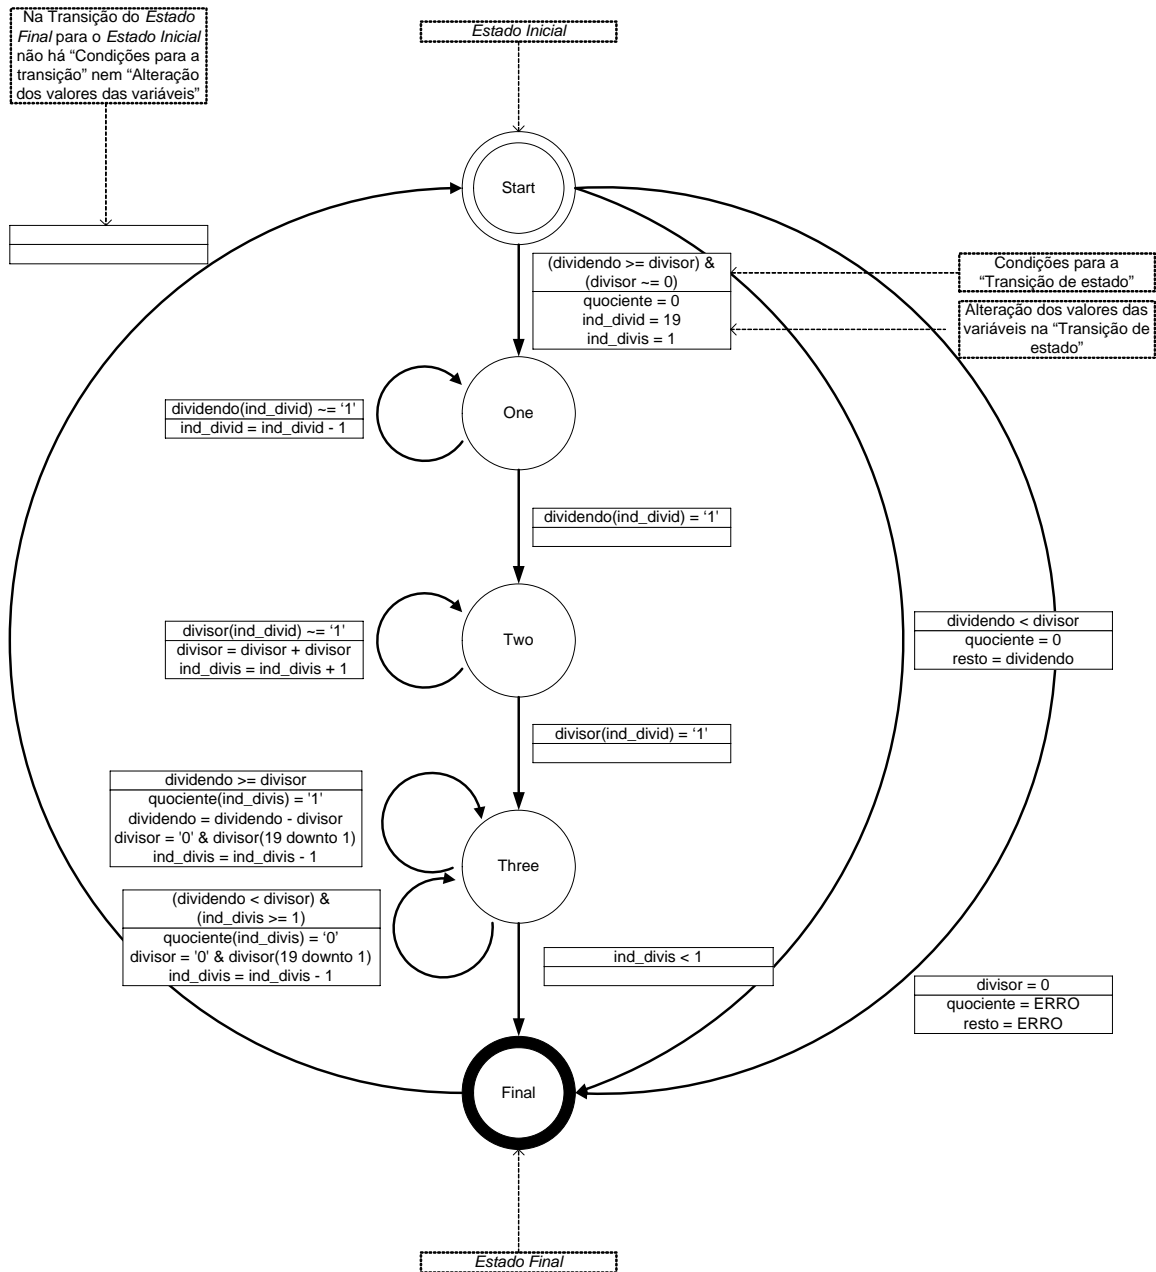 Na Transição do Estado
Final para o Estado Inicial
não há “Condições para a
transição” nem “Alteração
dos valores das variáveis”
Estado Inicial
Start
(dividendo >= divisor) &
(divisor ~= 0)
quociente = 0
ind_divid = 19
ind_divis = 1
Condições para a
“Transição de estado”
Alteração dos valores das
variáveis na “Transição de
estado”
dividendo(ind_divid) ~= ‘1’
ind_divid = ind_divid - 1
One
dividendo(ind_divid) = ‘1’
divisor(ind_divid) ~= ‘1’
divisor = divisor + divisor
ind_divis = ind_divis + 1
Two
dividendo < divisor
quociente = 0
resto = dividendo
divisor(ind_divid) = ‘1’
dividendo >= divisor
quociente(ind_divis) = '1'
dividendo = dividendo - divisor
divisor = '0' & divisor(19 downto 1)
ind_divis = ind_divis - 1
Three
(dividendo < divisor) &
(ind_divis >= 1)
quociente(ind_divis) = ‘0’
divisor = '0' & divisor(19 downto 1)
ind_divis = ind_divis - 1
ind_divis < 1
divisor = 0
quociente = ERRO
resto = ERRO
Final
Estado Final